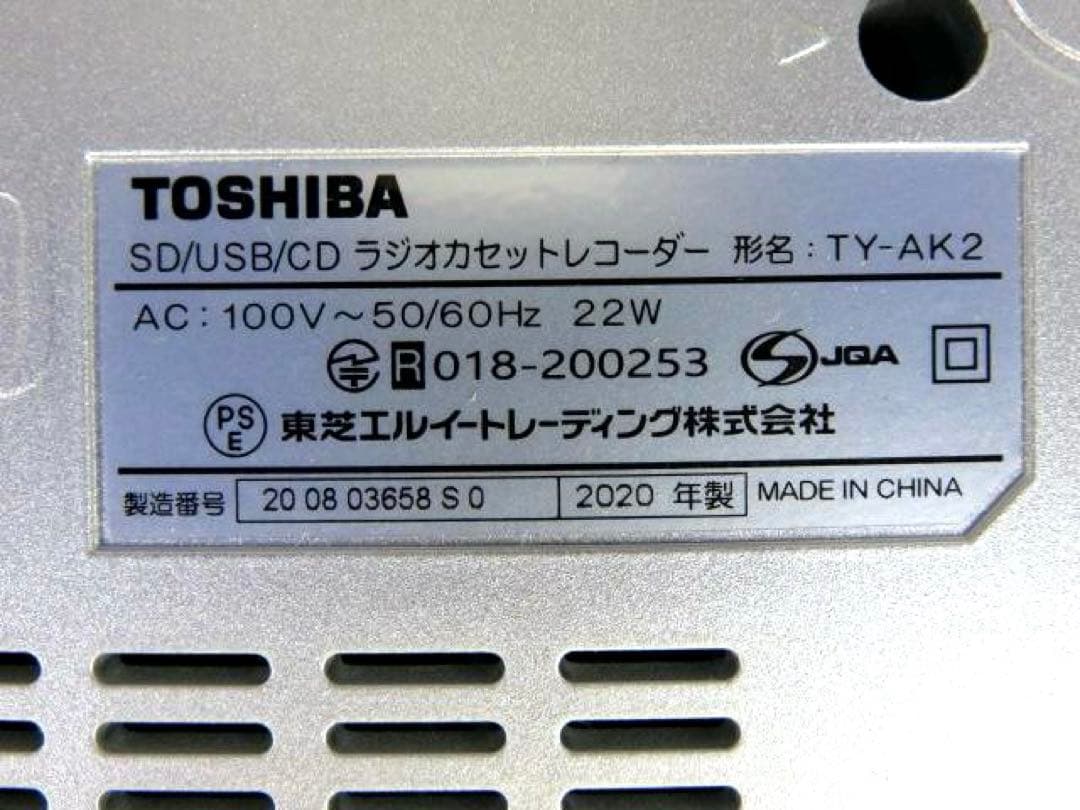 TOSHIBA
SD/USB/CD ラジオカセットレコーダー 形名：TY-AK2
AC：100V～50/60Hz 22W
R 018-200253 S JQA
PS E 東芝エルイートレーディング株式会社
製造番号 20 08 03658 S 0 2020 年製 MADE IN CHINA